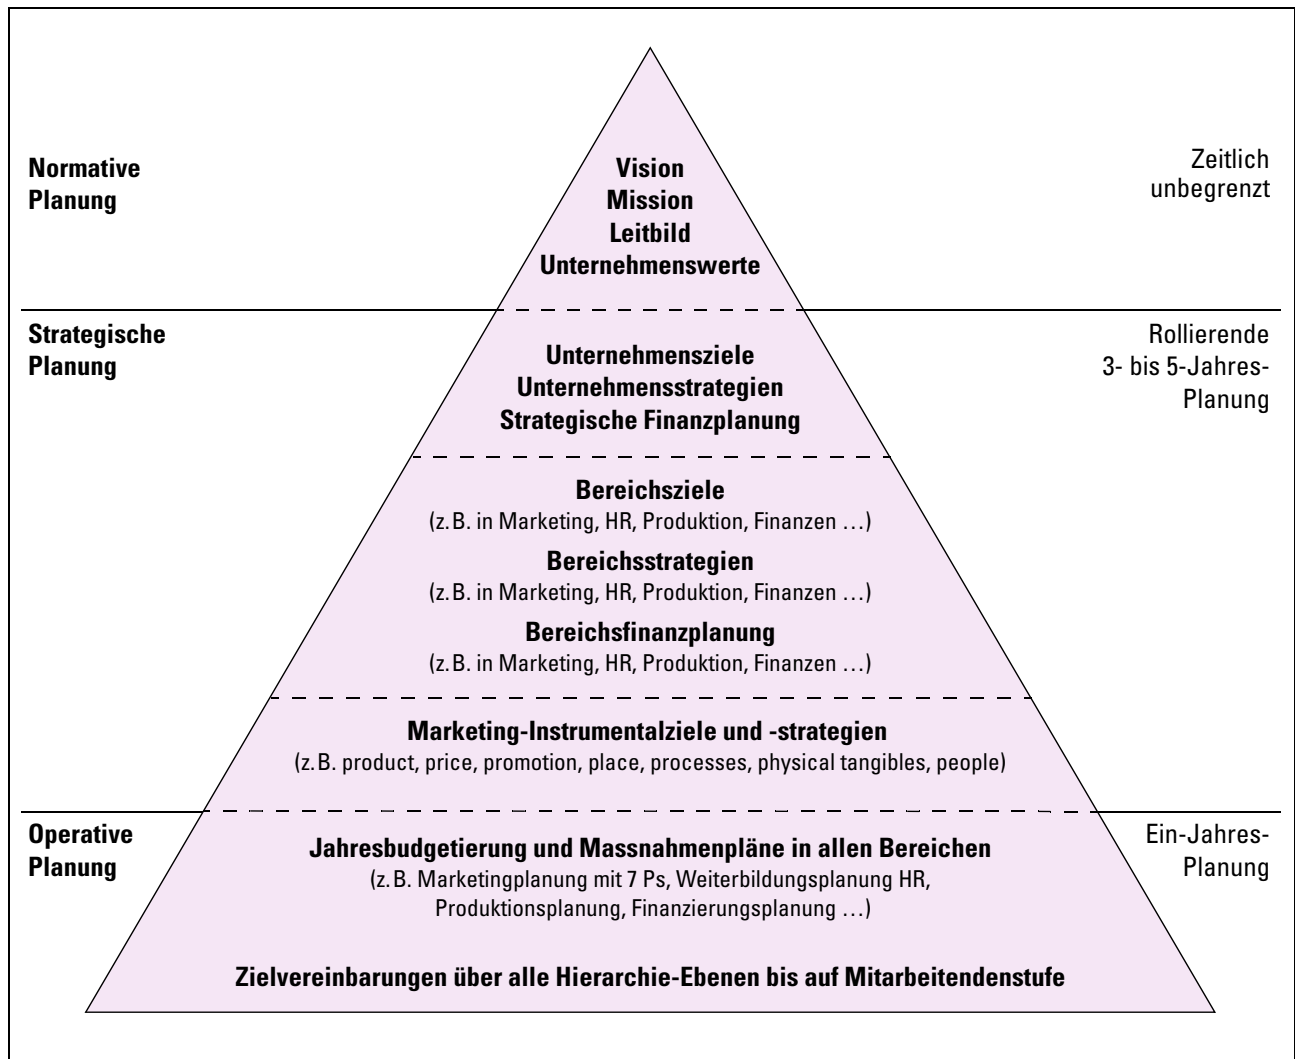 Normative
Planung
Vision
Mission
Leitbild
Unternehmenswerte
Zeitlich
unbegrenzt
Strategische
Planung
Unternehmensziele
Unternehmensstrategien
Strategische Finanzplanung
Rollierende
3- bis 5-Jahres-
Planung
Bereichsziele
(z. B. in Marketing, HR, Produktion, Finanzen …)
Bereichsstrategien
(z. B. in Marketing, HR, Produktion, Finanzen …)
Bereichsfinanzplanung
(z. B. in Marketing, HR, Produktion, Finanzen …)
Marketing-Instrumentalziele und -strategien
(z. B. product, price, promotion, place, processes, physical tangibles, people)
Operative
Planung
Jahresbudgetierung und Massnahmenpläne in allen Bereichen
(z. B. Marketingplanung mit 7 Ps, Weiterbildungsplanung HR,
Produktionsplanung, Finanzierungsplanung …)
Ein-Jahres-
Planung
Zielvereinbarungen über alle Hierarchie-Ebenen bis auf Mitarbeitendenstufe